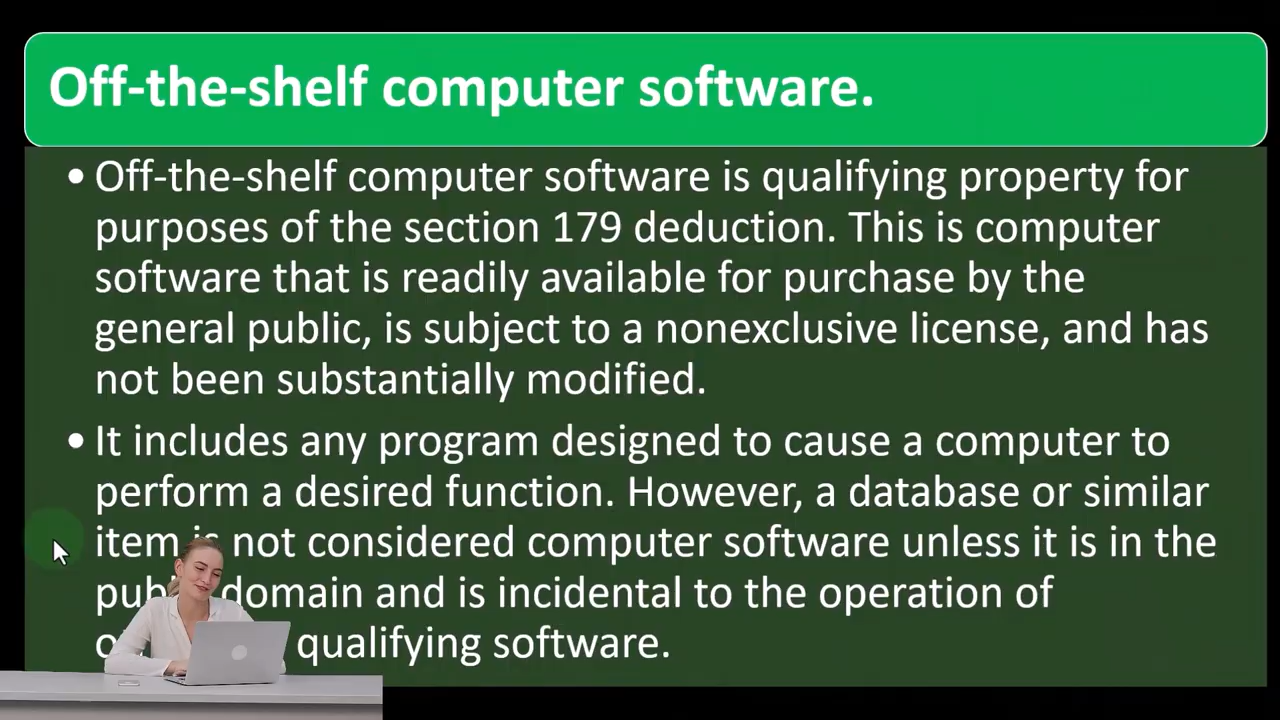 Off-the-shelf computer software.
• Off-the-shelf computer software is qualifying property for
purposes of the section 179 deduction. This is computer
software that is readily available for purchase by the
general public, is subject to a nonexclusive license, and has
not been substantially modified.
• It includes any program designed to cause a computer to
perform a desired function. However, a database or similar
item is not considered computer software unless it is in the
public domain and is incidental to the operation of
qualifying software.